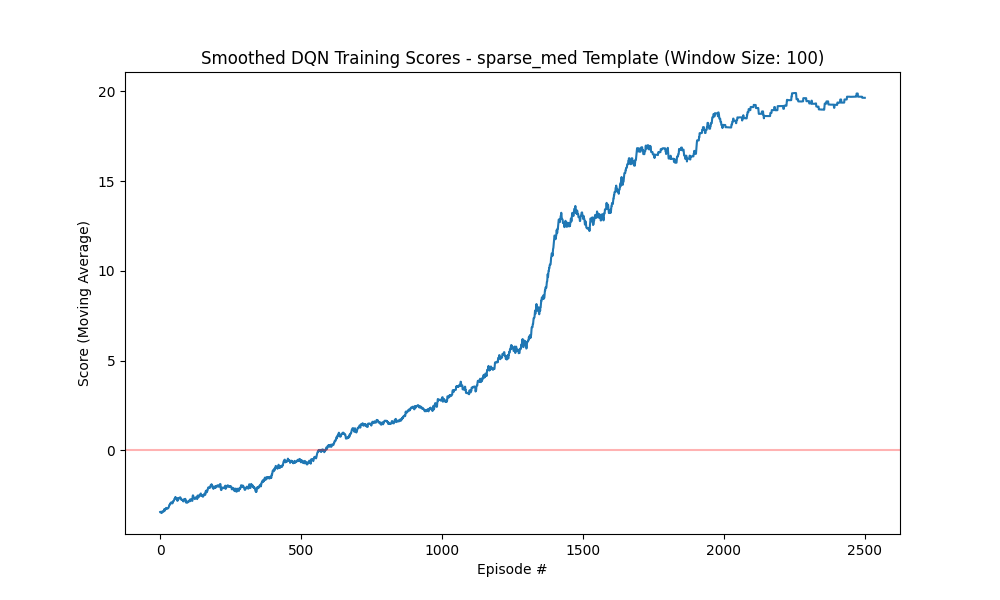 Smoothed DQN Training Scores - sparse_med Template (Window Size: 100)
Score (Moving Average)
20
15
10
5
0
0 500 1000 1500 2000 2500
Episode #